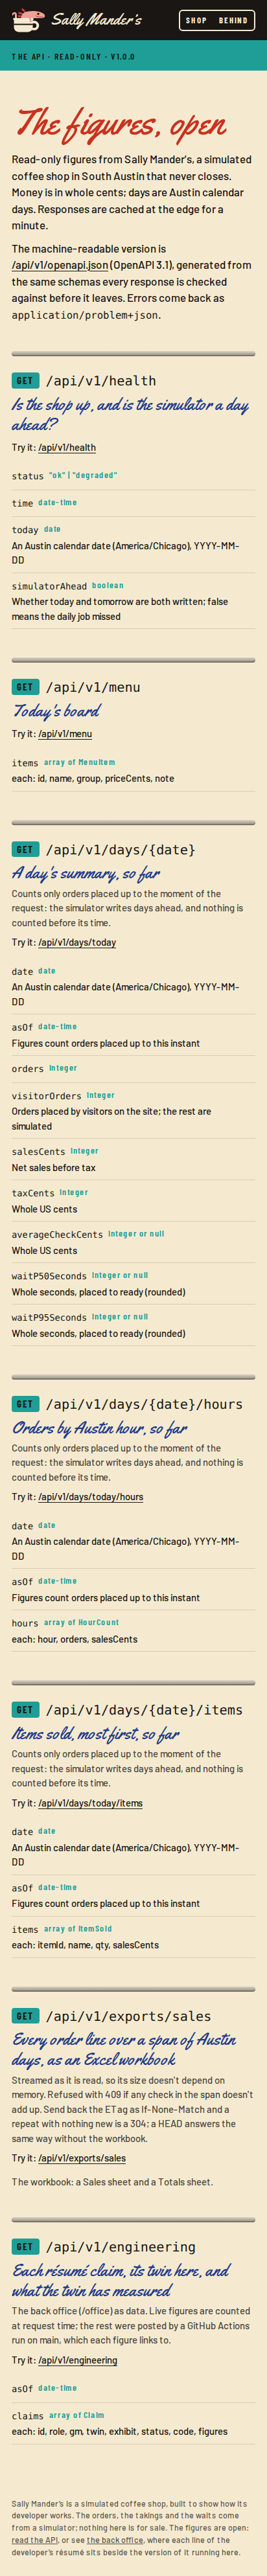 Sally Mander's
SHOP BEHIND
THE API · READ-ONLY · V1.0.0
The figures, open
Read-only figures from Sally Mander's, a simulated
coffee shop in South Austin that never closes.
Money is in whole cents; days are Austin calendar
days. Responses are cached at the edge for a
minute.
The machine-readable version is
/api/v1/openapi.json (OpenAPI 3.1), generated from
the same schemas every response is checked
against before it leaves. Errors come back as
application/problem+json.
GET /api/v1/health
Is the shop up, and is the simulator a day
ahead?
Try it: /api/v1/health
status "ok" | "degraded"
time date-time
today date
An Austin calendar date (America/Chicago), YYYY-MM-
DD
simulatorAhead boolean
Whether today and tomorrow are both written; false
means the daily job missed
GET /api/v1/menu
Today's board
Try it: /api/v1/menu
items array of MenuItem
each: id, name, group, priceCents, note
GET /api/v1/days/{date}
A day's summary, so far
Counts only orders placed up to the moment of the
request: the simulator writes days ahead, and nothing is
counted before its time.
Try it: /api/v1/days/today
date date
An Austin calendar date (America/Chicago), YYYY-MM-
DD
asOf date-time
Figures count orders placed up to this instant
orders integer
visitorOrders integer
Orders placed by visitors on the site; the rest are
simulated
salesCents integer
Net sales before tax
taxCents integer
Whole US cents
averageCheckCents integer or null
Whole US cents
waitP50Seconds integer or null
Whole seconds, placed to ready (rounded)
waitP95Seconds integer or null
Whole seconds, placed to ready (rounded)
GET /api/v1/days/{date}/hours
Orders by Austin hour, so far
Counts only orders placed up to the moment of the
request: the simulator writes days ahead, and nothing is
counted before its time.
Try it: /api/v1/days/today/hours
date date
An Austin calendar date (America/Chicago), YYYY-MM-
DD
asOf date-time
Figures count orders placed up to this instant
hours array of HourCount
each: hour, orders, salesCents
GET /api/v1/days/{date}/items
Items sold, most first, so far
Counts only orders placed up to the moment of the
request: the simulator writes days ahead, and nothing is
counted before its time.
Try it: /api/v1/days/today/items
date date
An Austin calendar date (America/Chicago), YYYY-MM-
DD
asOf date-time
Figures count orders placed up to this instant
items array of ItemSold
each: itemId, name, qty, salesCents
GET /api/v1/exports/sales
Every order line over a span of Austin
days, as an Excel workbook
Streamed as it is read, so its size doesn't depend on
memory. Refused with 409 if any check in the span doesn't
add up. Send back the ETag as If-None-Match and a
repeat with nothing new is a 304; a HEAD answers the
same way without the workbook.
Try it: /api/v1/exports/sales
The workbook: a Sales sheet and a Totals sheet.
GET /api/v1/engineering
Each résumé claim, its twin here, and
what the twin has measured
The back office (/office) as data. Live figures are counted
at request time; the rest were posted by a GitHub Actions
run on main, which each figure links to.
Try it: /api/v1/engineering
asOf date-time
claims array of Claim
each: id, role, gm, twin, exhibit, status, code, figures
Sally Mander's is a simulated coffee shop, built to show how its
developer works. The orders, the takings and the waits come
from a simulator; nothing here is for sale. The figures are open:
read the API, or see the back office, where each line of the
developer's résumé sits beside the version of it running here.